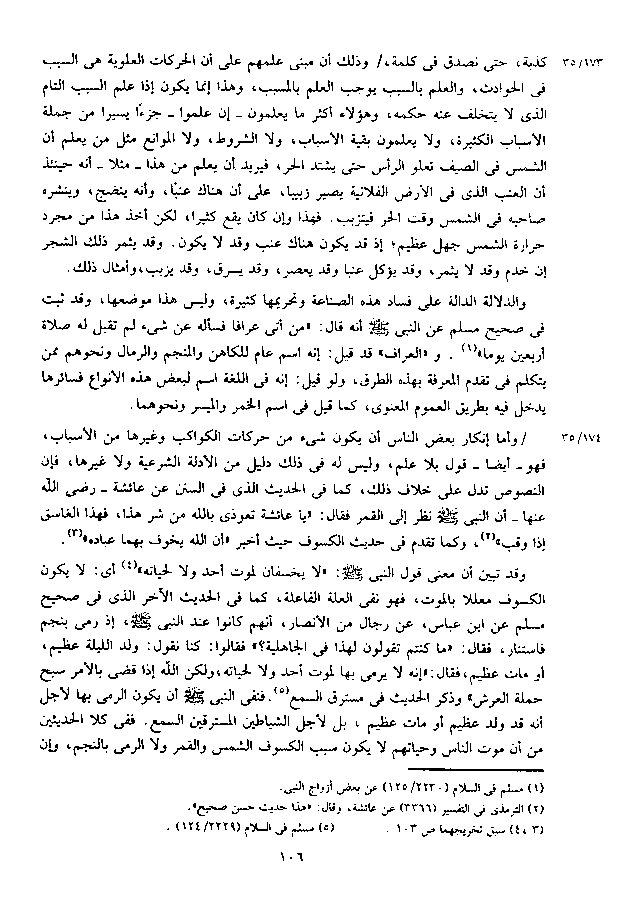 ٣٥/١٧٣ كذبة، حتى نصدق فى كلمة،/ وذلك أن مبنى علمهم على أن الحركات العلوية هى السبب
فى الحوادث، والعلم بالسبب يوجب العلم بالمسبب، وهذا إنما يكون إذا علم السبب التام
الذى لا يتخلف عنه حكمه، وهؤلاء أكثر ما يعلمون ـ إن علموا ـ جزءًا يسيرا من جملة
الأسباب الكثيرة، ولا يعلمون بقية الأسباب، ولا الشروط، ولا الموانع مثل من يعلم أن
الشمس فى الصيف تعلو الرأس حتى يشتد الحر، فيريد أن يعلم من هذا ـ مثلا ـ أنه حينئذ
أن العنب الذى فى الأرض الفلانية يصير زبيبا، على أن هناك عنبًا، وأنه ينضج، وينشره
صاحبه فى الشمس وقت الحر فيتزبب. فهذا وإن كان يقع كثيرا، لكن أخذ هذا من مجرد
حرارة الشمس جهل عظيم؛ إذ قد يكون هناك عنب وقد لا يكون. وقد يثمر ذلك الشجر
إن خدم وقد لا يثمر، وقد يؤكل عنبا وقد يعصر، وقد يسرق، وقد يزبب،وأمثال ذلك.
والدلالة الدالة على فساد هذه الصناعة وتحريمها كثيرة، وليس هذا موضعها، وقد ثبت
فى صحيح مسلم عن النبى ﷺ أنه قال: «من أتى عرافا فسأله عن شىء لم تقبل له صلاة
أربعين يوما»(١) . و «العراف» قد قيل: إنه اسم عام للكاهن والمنجم والرمال ونحوهم ممن
يتكلم فى تقدم المعرفة بهذه الطرق، ولو قيل: إنه فى اللغة اسم لبعض هذه الأنواع فسائرها
يدخل فيه بطريق العموم المعنوى، كما قيل فى اسم الخمر والميسر ونحوهما.
٣٥/١٧٤ / وأما إنكار بعض الناس أن يكون شىء من حركات الكواكب وغيرها من الأسباب،
فهو ـ أيضا ـ قول بلا علم، وليس له فى ذلك دليل من الأدلة الشرعية ولا غيرها، فإن
النصوص تدل على خلاف ذلك، كما فى الحديث الذى فى السنن عن عائشة ـ رضى الله
عنها ـ أن النبى ﷺ نظر إلى القمر فقال: «يا عائشة تعوذى بالله من شر هذا، فهذا الغاسق
إذا وقب»(٢)، وكما تقدم فى حديث الكسوف حيث أخبر «أن الله يخوف بهما عباده»(٣).
وقد تبين أن معنى قول النبى ﷺ: «لا يخسفان لموت أحد ولا لحياته»(٤) أى: لا يكون
الكسوف معللا بالموت، فهو نفى العلة الفاعلة، كما فى الحديث الآخر الذى فى صحيح
مسلم عن ابن عباس، عن رجال من الأنصار، أنهم كانوا عند النبى ﷺ، إذ رمى بنجم
فاستنار، فقال: «ما كنتم تقولون لهذا فى الجاهلية؟» فقالوا: كنا نقول: ولد الليلة عظيم،
أو مات عظيم،فقال:«إنه لا يرمى بها لموت أحد ولا لحياته،ولكن الله إذا قضى بالأمر سبح
حملة العرش» وذكر الحديث فى مسترق السمع(٥).فنفى النبى ﷺ أن يكون الرمى بها لأجل
أنه قد ولد عظيم أو مات عظيم ، بل لأجل الشياطين المسترقين السمع. ففى كلا الحديثين
من أن موت الناس وحياتهم لا يكون سبب الكسوف الشمس والقمر ولا الرمى بالنجم، وإن
(١) مسلم فى السلام (٢٢٣٠/ ١٢٥) عن بعض أزواج النبى.
(٢) الترمذى فى التفسير (٣٣٦٦) عن عائشة، وقال: «هذا حديث حسن صحيح».
(٣ ، ٤) سبق تخريجهما ص ١٠٣ . (٥) مسلم فى السلام (٢٢٢٩/ ١٢٤) .
١٠٦